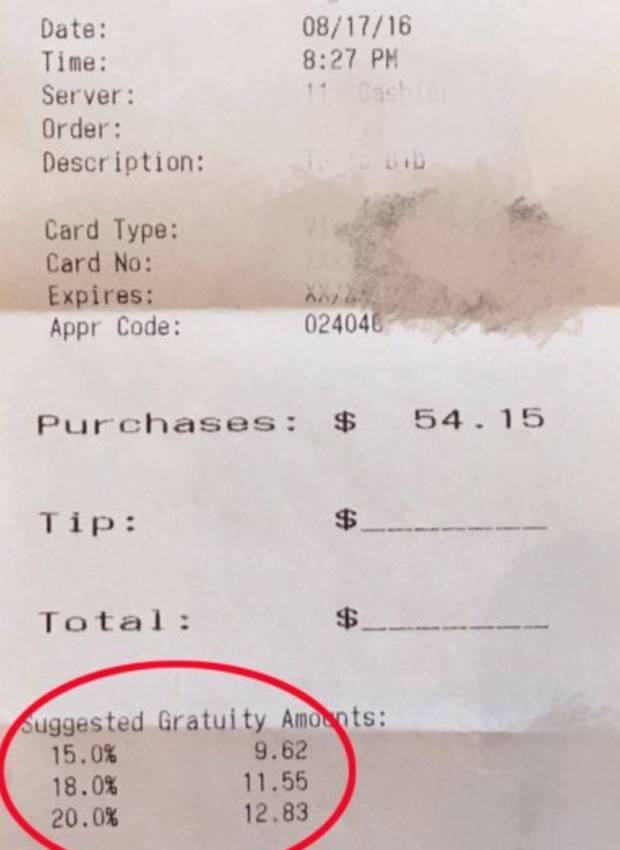 Date: 08/17/16
Time: 8:27 PM
Server: 11 Cashier
Order:
Description:
Card Type:
Card No:
Expires:
Appr Code: 024046
Purchases: $ 54.15
Tip: $
Total: $
Suggested Gratuity Amounts:
15.0% 9.62
18.0% 11.55
20.0% 12.83